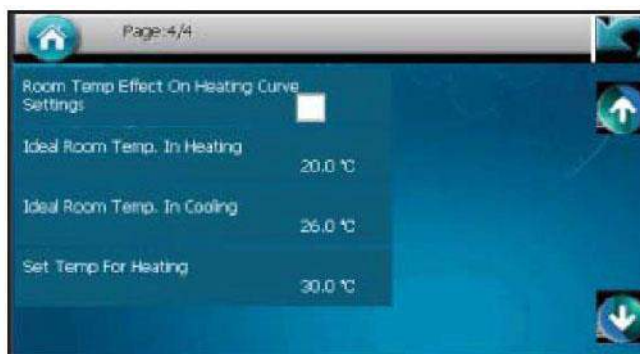 Page:4/4
Room Temp Effect On Heating Curve
Settings
Ideal Room Temp. In Heating
20.0 °C
Ideal Room Temp. In Cooling
26.0 °C
Set Temp For Heating
30.0 °C